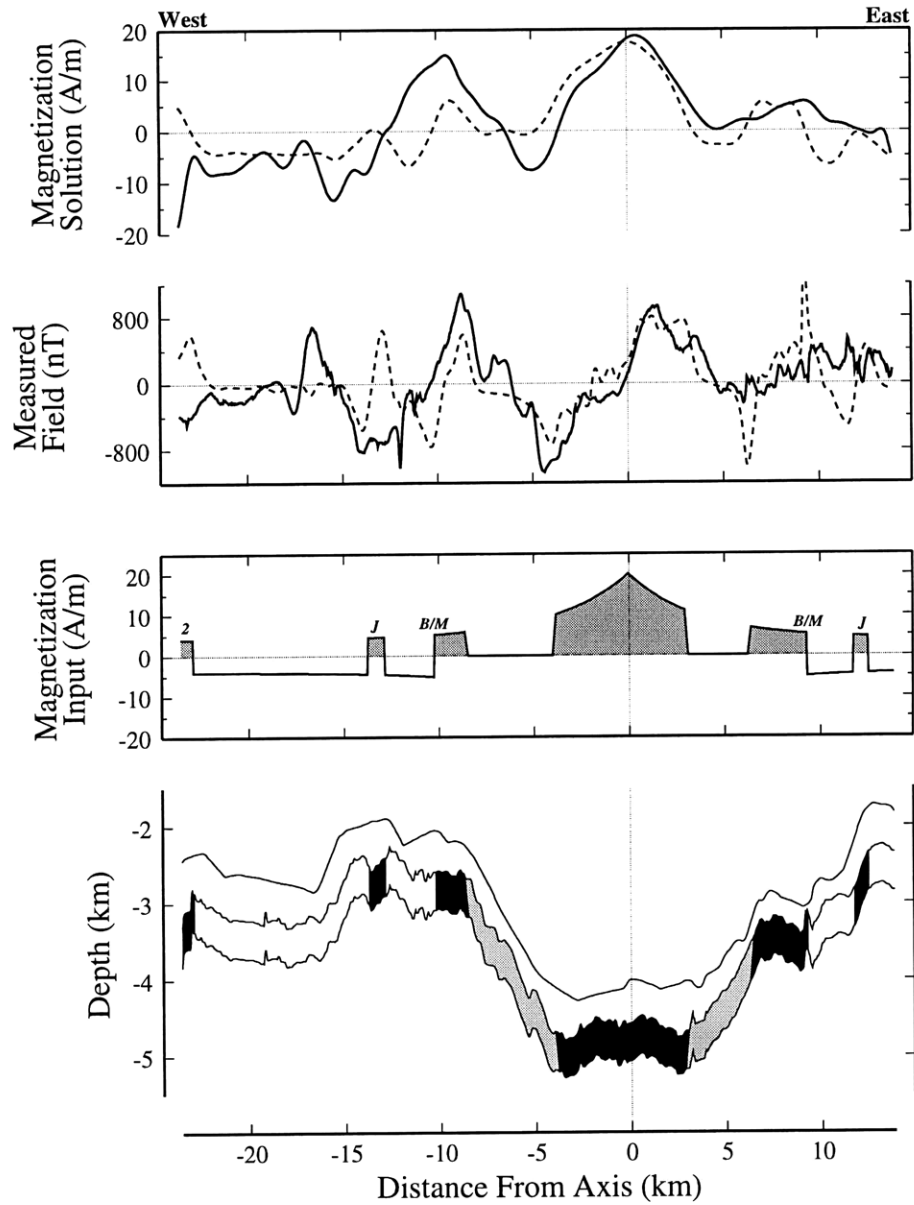 West East
20
10
0
-10
-20
Magnetization
Solution (A/m)
800
0
-800
Measured
Field (nT)
20
10
0
-10
-20
Magnetization
Input (A/m)
2 J B/M B/M J
-2
-3
-4
-5
Depth (km)
-20 -15 -10 -5 0 5 10
Distance From Axis (km)